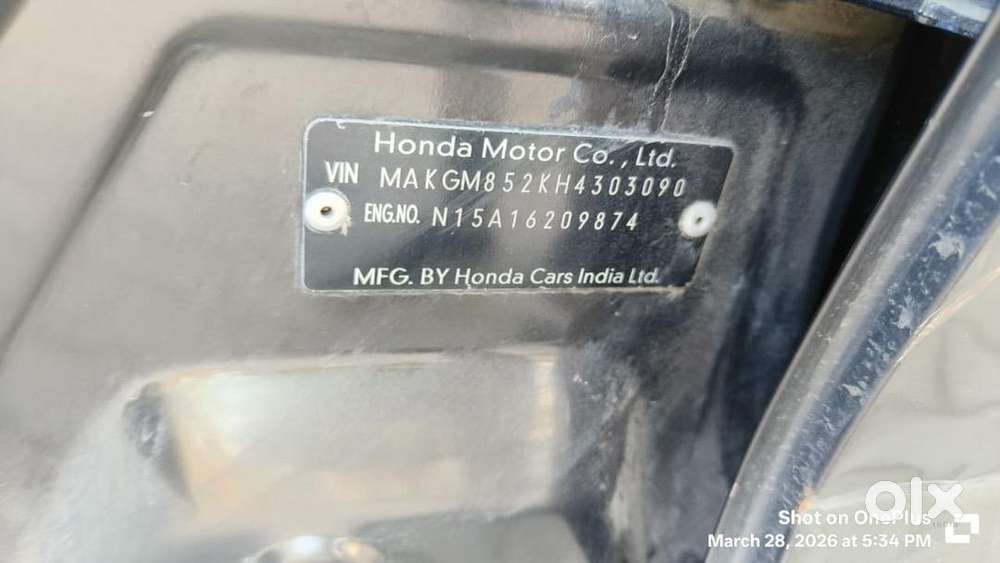 Honda Motor Co., Ltd.
VIN MAKGM852KH4303090
ENG.NO. N15A16209874
MFG. BY Honda Cars India Ltd.
olx
Shot on OnePlus
March 28, 2026 at 5:34 PM